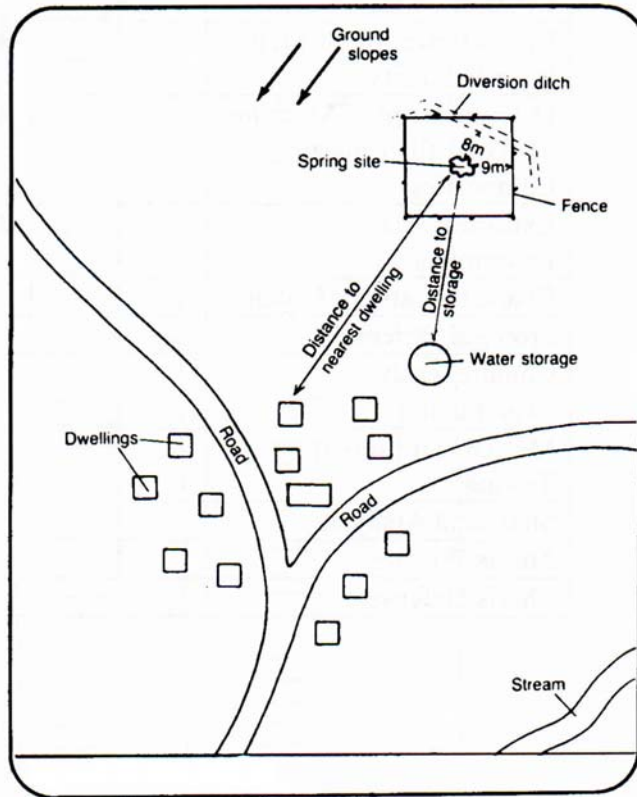 Ground
slopes
Diversion ditch
8m
Spring site
9m
Fence
Distance to
nearest dwelling
Distance to
storage
Water storage
Dwellings
Road
Road
Stream